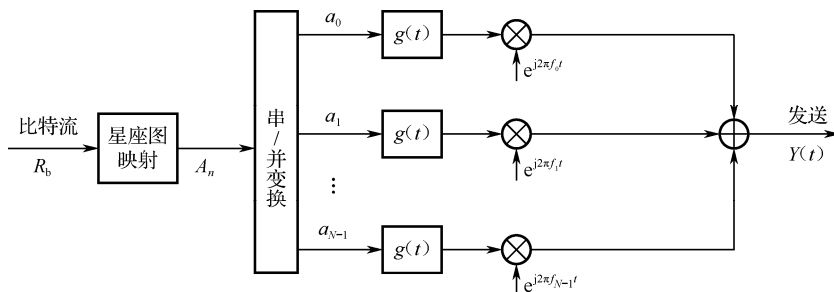 比特流
R_b
星座图
映射
A_n
串/并变换
a_0
g(t)
e^{j2πf_0t}
a_1
g(t)
e^{j2πf_1t}
⋮
a_{N-1}
g(t)
e^{j2πf_{N-1}t}
发送
Y(t)